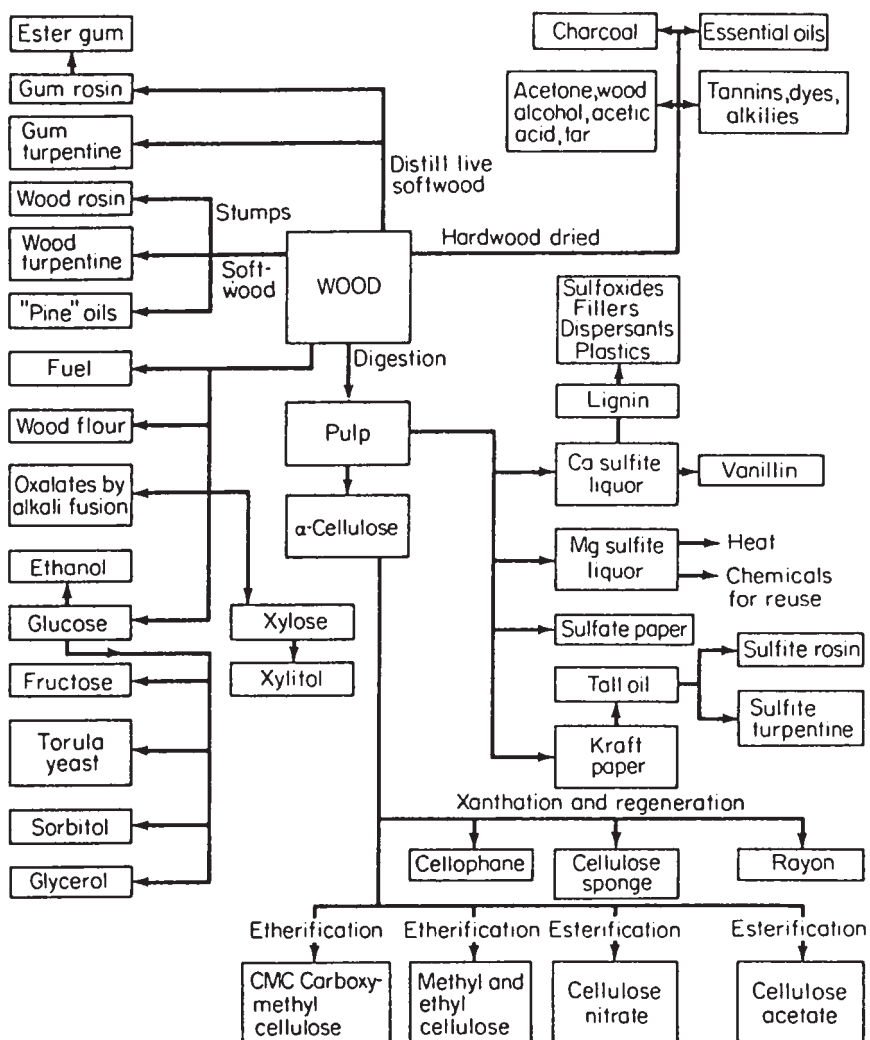 Ester gum
Gum rosin
Gum
turpentine
Wood rosin
Wood
turpentine
"Pine" oils
Fuel
Wood flour
Oxalates by
alkali fusion
Ethanol
Glucose
Fructose
Torula
yeast
Sorbitol
Glycerol
Distill live
softwood
Stumps
Soft-
wood
WOOD
Digestion
Pulp
α-Cellulose
Xylose
Xylitol
Charcoal
Essential oils
Acetone, wood
alcohol, acetic
acid, tar
Tannins, dyes,
alkilies
Hardwood dried
Sulfoxides
Fillers
Dispersants
Plastics
Lignin
Ca sulfite
liquor
Vanillin
Mg sulfite
liquor
Heat
Chemicals
for reuse
Sulfate paper
Tall oil
Sulfite rosin
Sulfite
turpentine
Kraft
paper
Xanthation and regeneration
Cellophane
Cellulose
sponge
Rayon
Etherification
Etherification
Esterification
Esterification
CMC Carboxy-
methyl
cellulose
Methyl and
ethyl
cellulose
Cellulose
nitrate
Cellulose
acetate